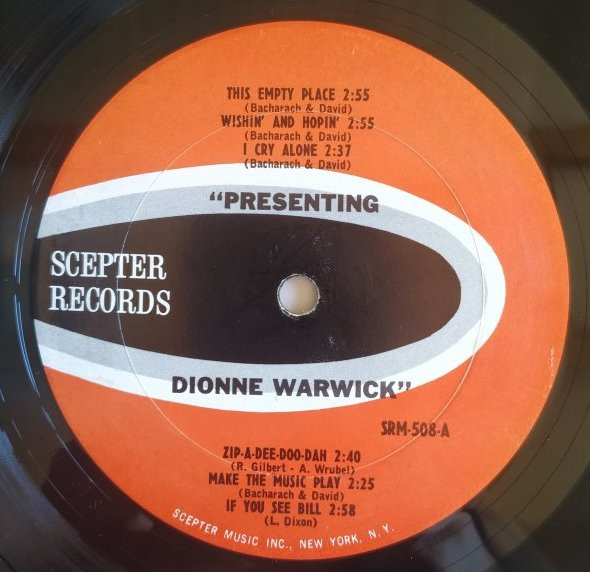 THIS EMPTY PLACE 2:55
(Bacharach & David)
WISHIN' AND HOPIN' 2:55
(Bacharach & David)
I CRY ALONE 2:37
(Bacharach & David)
"PRESENTING
SCEPTER
RECORDS
DIONNE WARWICK"
SRM-508-A
ZIP-A-DEE-DOO-DAH 2:40
(R. Gilbert - A. Wrubel)
MAKE THE MUSIC PLAY 2:25
(Bacharach & David)
IF YOU SEE BILL 2:58
(L. Dixon)
SCEPTER MUSIC INC., NEW YORK, N.Y.